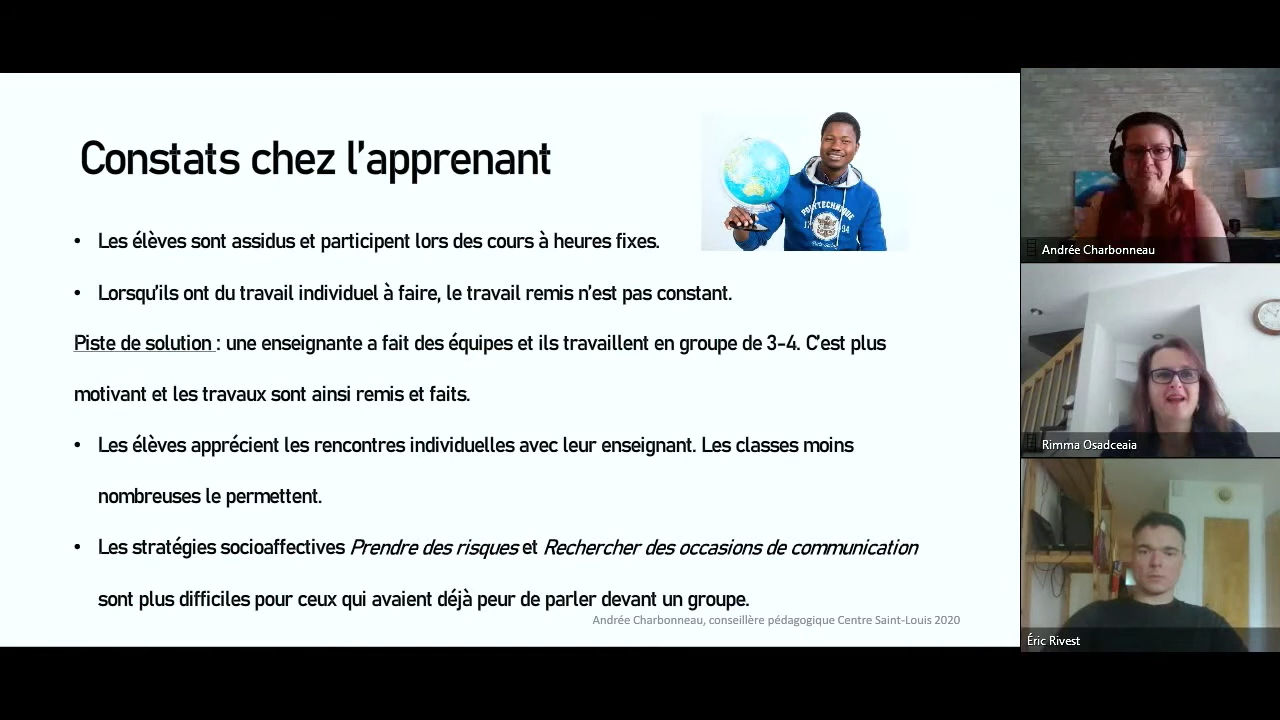 Constats chez l'apprenant
POLYTECHNIQUE
• Les élèves sont assidus et participent lors des cours à heures fixes.
• Lorsqu'ils ont du travail individuel à faire, le travail remis n'est pas constant.
Piste de solution : une enseignante a fait des équipes et ils travaillent en groupe de 3-4. C'est plus
motivant et les travaux sont ainsi remis et faits.
• Les élèves apprécient les rencontres individuelles avec leur enseignant. Les classes moins
nombreuses le permettent.
• Les stratégies socioaffectives Prendre des risques et Rechercher des occasions de communication
sont plus difficiles pour ceux qui avaient déjà peur de parler devant un groupe.
Andrée Charbonneau, conseillère pédagogique Centre Saint-Louis 2020
Andrée Charbonneau
Rimma Osadceaia
Éric Rivest